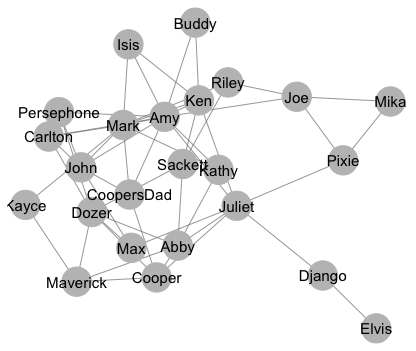 Buddy
Isis
Riley
Ken
Joe
Mika
Persephone
Amy
Mark
Carlton
Pixie
John
Sackett
Kathy
CoopersDad
Kayce
Dozer
Juliet
Max
Abby
Django
Maverick
Cooper
Elvis